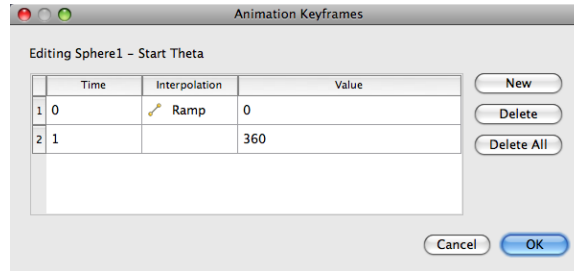 Animation Keyframes
Editing Sphere1 – Start Theta
Time Interpolation Value
1 0 Ramp 0
2 1 360
New
Delete
Delete All
Cancel OK